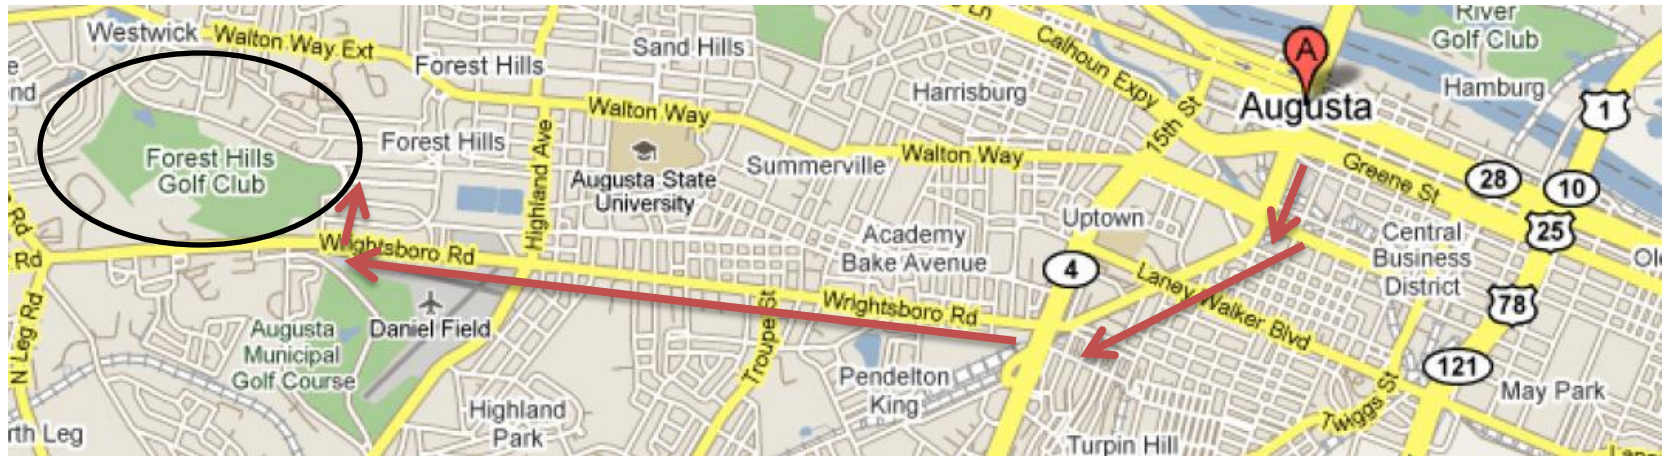 River
Golf Club
Ln
Westwick
Walton Way Ext
Sand Hills
Calhoun Expy
A
Forest Hills
Harrisburg
Hamburg
nd
Walton Way
Augusta
1
15th St
Forest Hills
Forest Hills
Golf Club
Highland Ave
Summerville
Walton Way
Greene St
28
10
Augusta State
University
Rd
Uptown
25
Wrightsboro Rd
Academy
Bake Avenue
Central
Business
District
Rd
4
Laney Walker Blvd
78
Augusta
Municipal
Golf Course
Daniel Field
Wrightsboro Rd
N Leg Rd
Troupe St
Pendelton
King
121
May Park
Highland
Park
Twiggs St
rth Leg
Turpin Hill